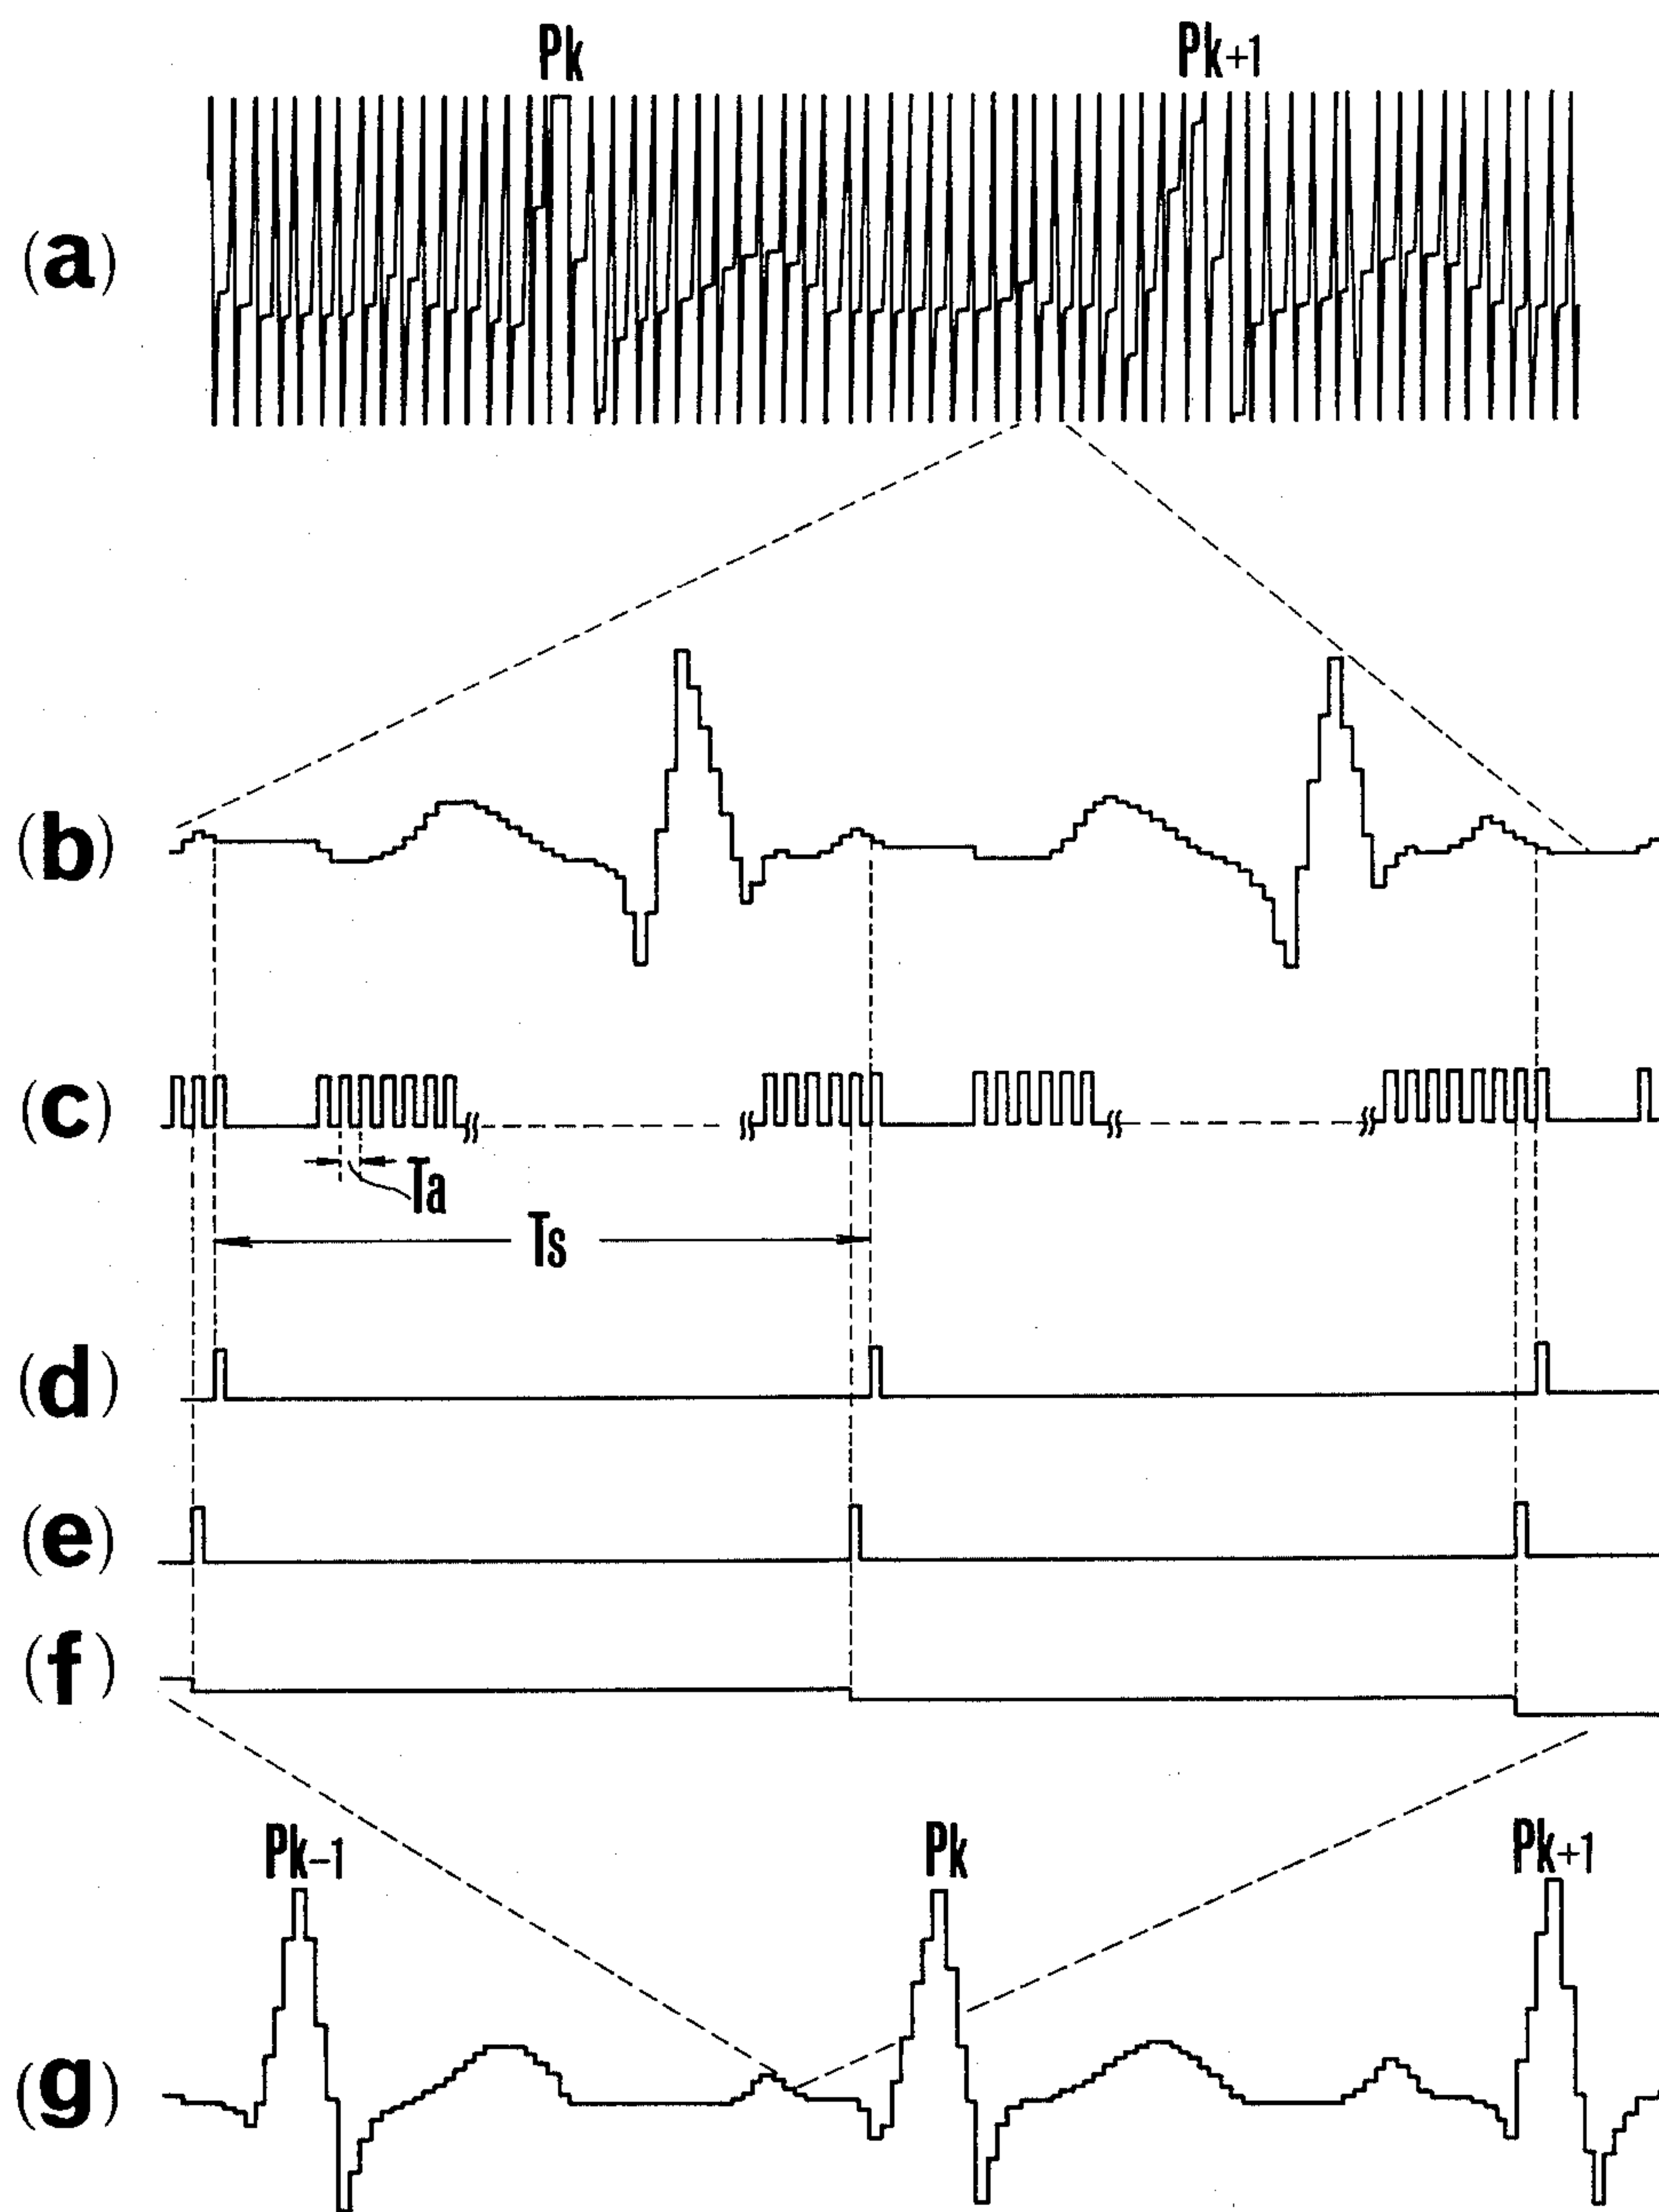 Pk Pk+1
(a)
(b)
(c)
Ta
Ts
(d)
(e)
(f)
Pk-1 Pk Pk+1
(g)